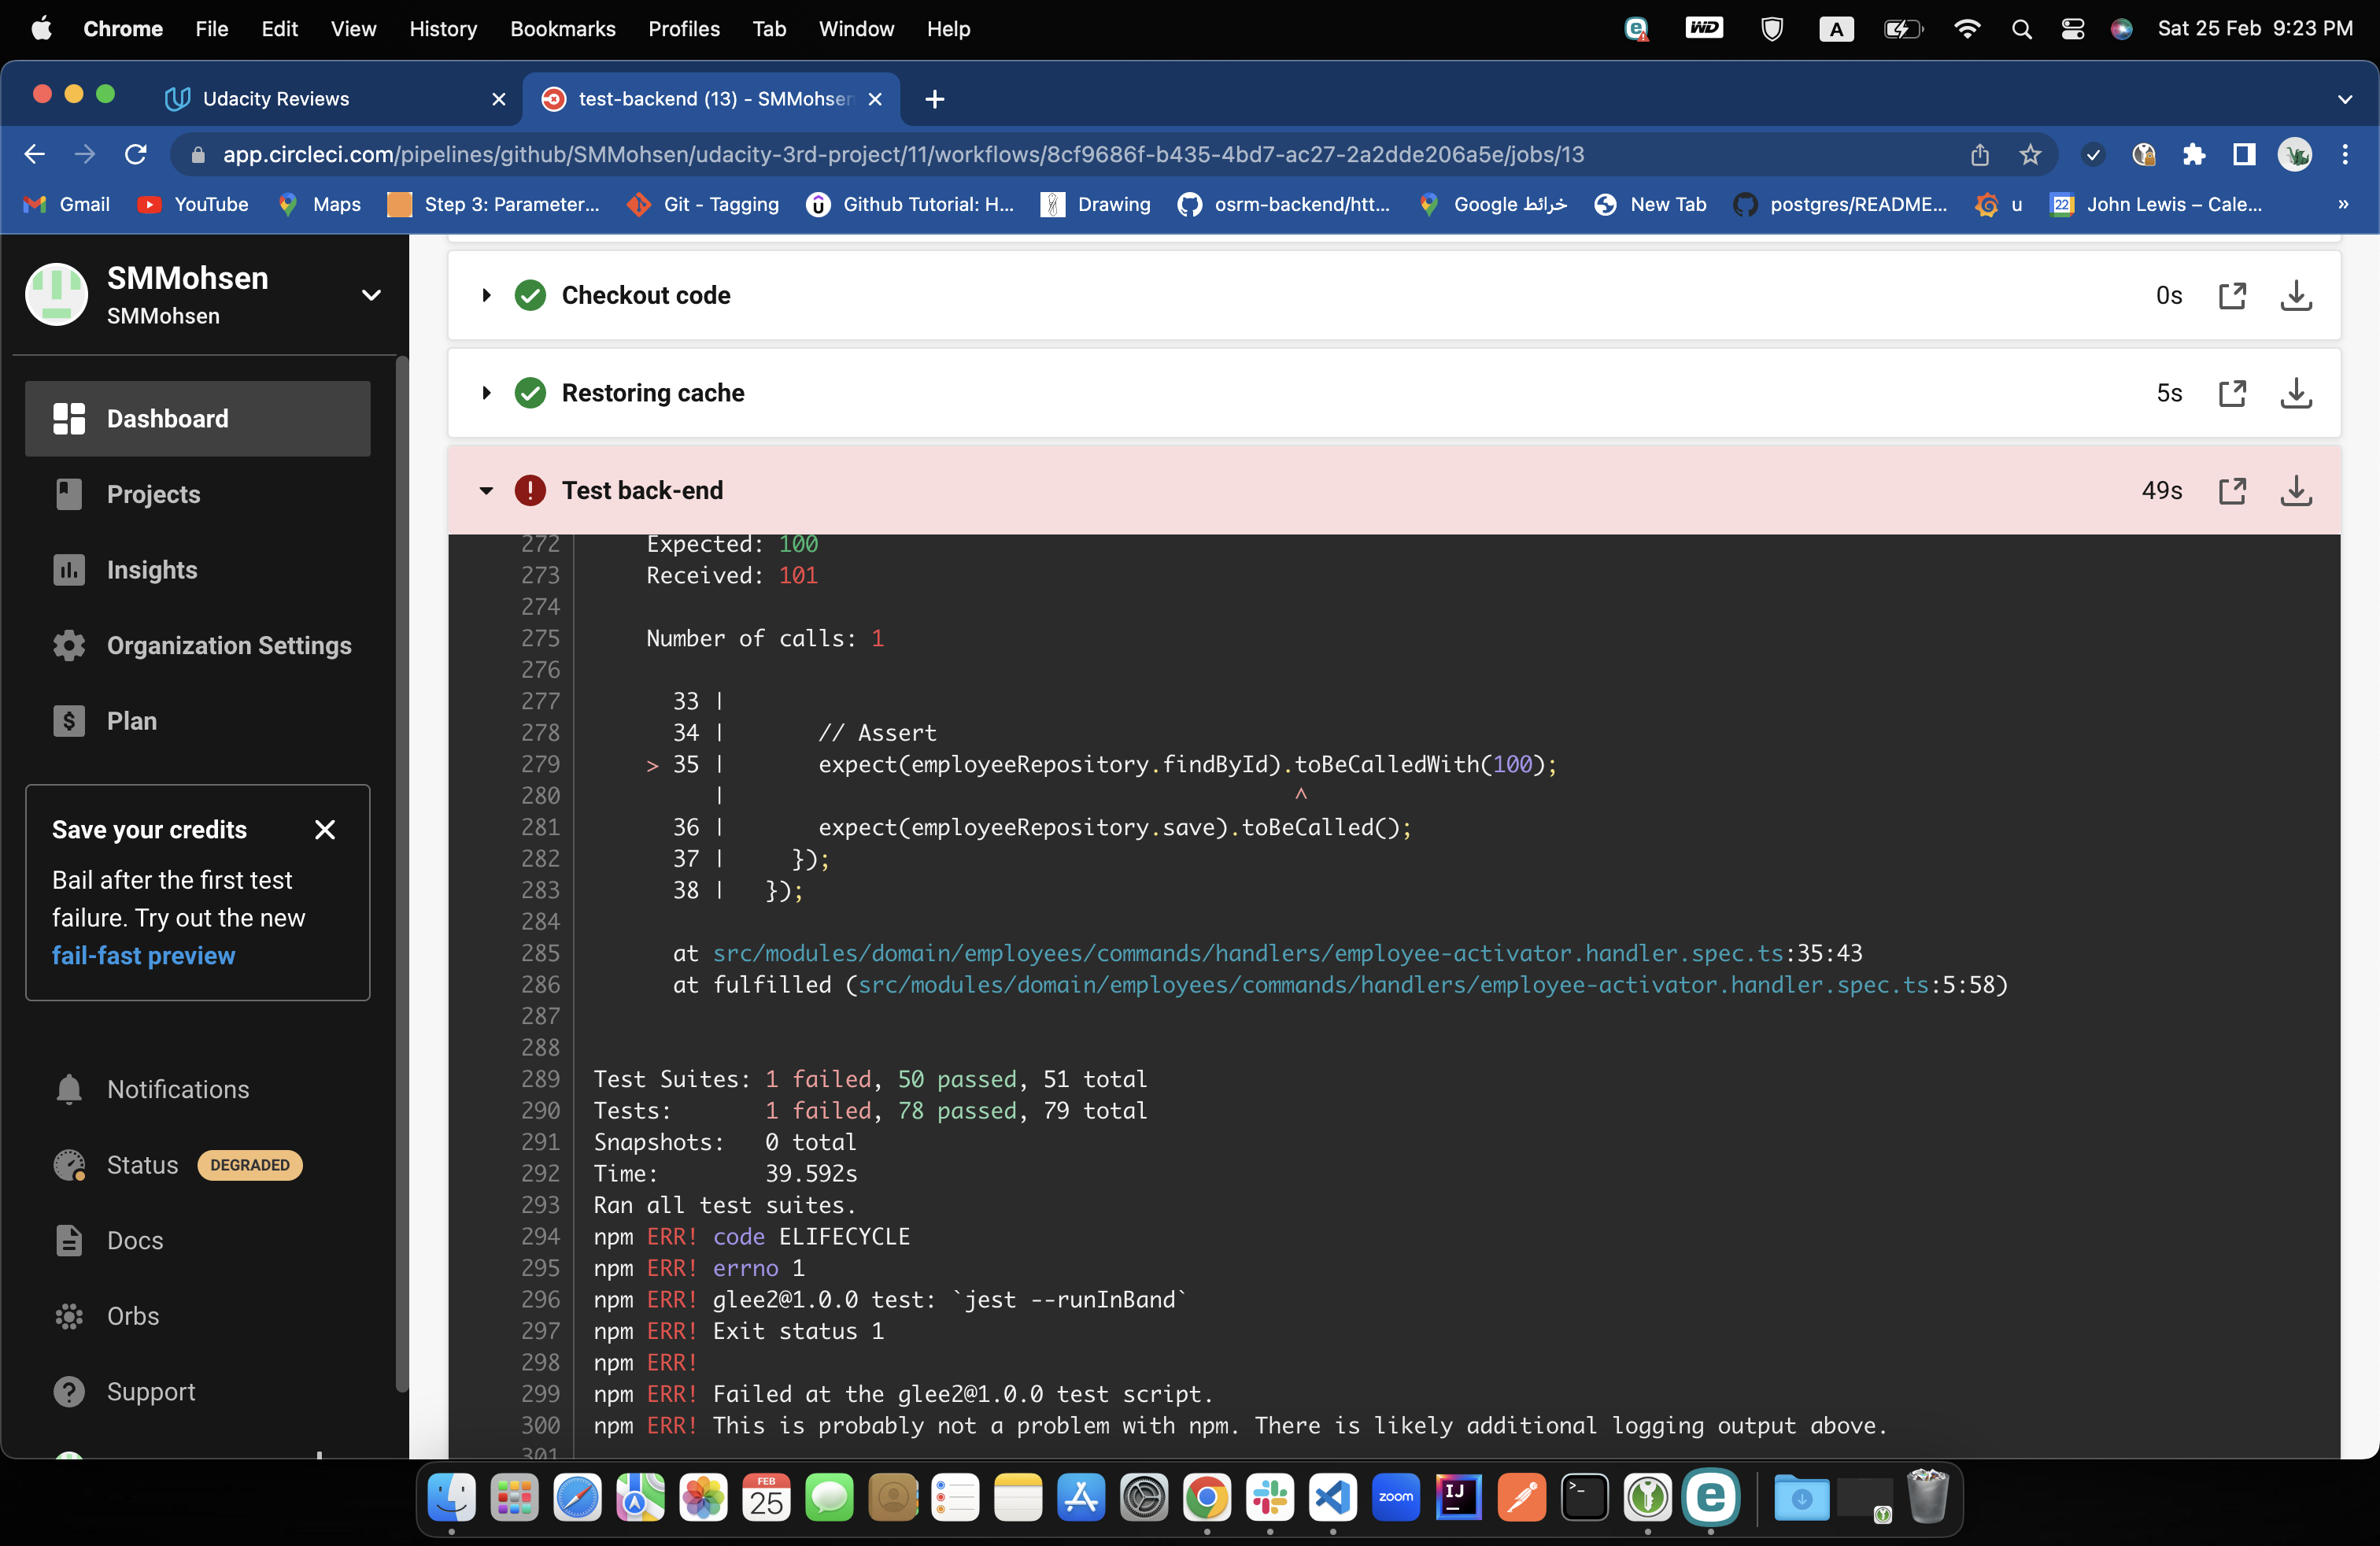 Chrome File Edit View History Bookmarks Profiles Tab Window Help
WD A Sat 25 Feb 9:23 PM
Udacity Reviews
test-backend (13) - SMMohsen
app.circleci.com/pipelines/github/SMMohsen/udacity-3rd-project/11/workflows/8cf9686f-b435-4bd7-ac27-2a2dde206a5e/jobs/13
Gmail YouTube Maps Step 3: Parameter... Git - Tagging Github Tutorial: H... Drawing osrm-backend/htt... Google خرائط New Tab postgres/README... u 22 John Lewis – Cale... »
SMMohsen
SMMohsen
Dashboard
Projects
Insights
Organization Settings
Plan
Save your credits
Bail after the first test
failure. Try out the new
fail-fast preview
Notifications
Status DEGRADED
Docs
Orbs
Support
Checkout code 0s
Restoring cache 5s
Test back-end 49s
272 Expected: 100
273 Received: 101
274
275 Number of calls: 1
276
277 33 |
278 34 | // Assert
279 > 35 | expect(employeeRepository.findById).toBeCalledWith(100);
280 | ^
281 36 | expect(employeeRepository.save).toBeCalled();
282 37 | });
283 38 | });
284
285 at src/modules/domain/employees/commands/handlers/employee-activator.handler.spec.ts:35:43
286 at fulfilled (src/modules/domain/employees/commands/handlers/employee-activator.handler.spec.ts:5:58)
287
288
289 Test Suites: 1 failed, 50 passed, 51 total
290 Tests: 1 failed, 78 passed, 79 total
291 Snapshots: 0 total
292 Time: 39.592s
293 Ran all test suites.
294 npm ERR! code ELIFECYCLE
295 npm ERR! errno 1
296 npm ERR! glee2@1.0.0 test: `jest --runInBand`
297 npm ERR! Exit status 1
298 npm ERR!
299 npm ERR! Failed at the glee2@1.0.0 test script.
300 npm ERR! This is probably not a problem with npm. There is likely additional logging output above.
301
FEB
25
zoom
IJ